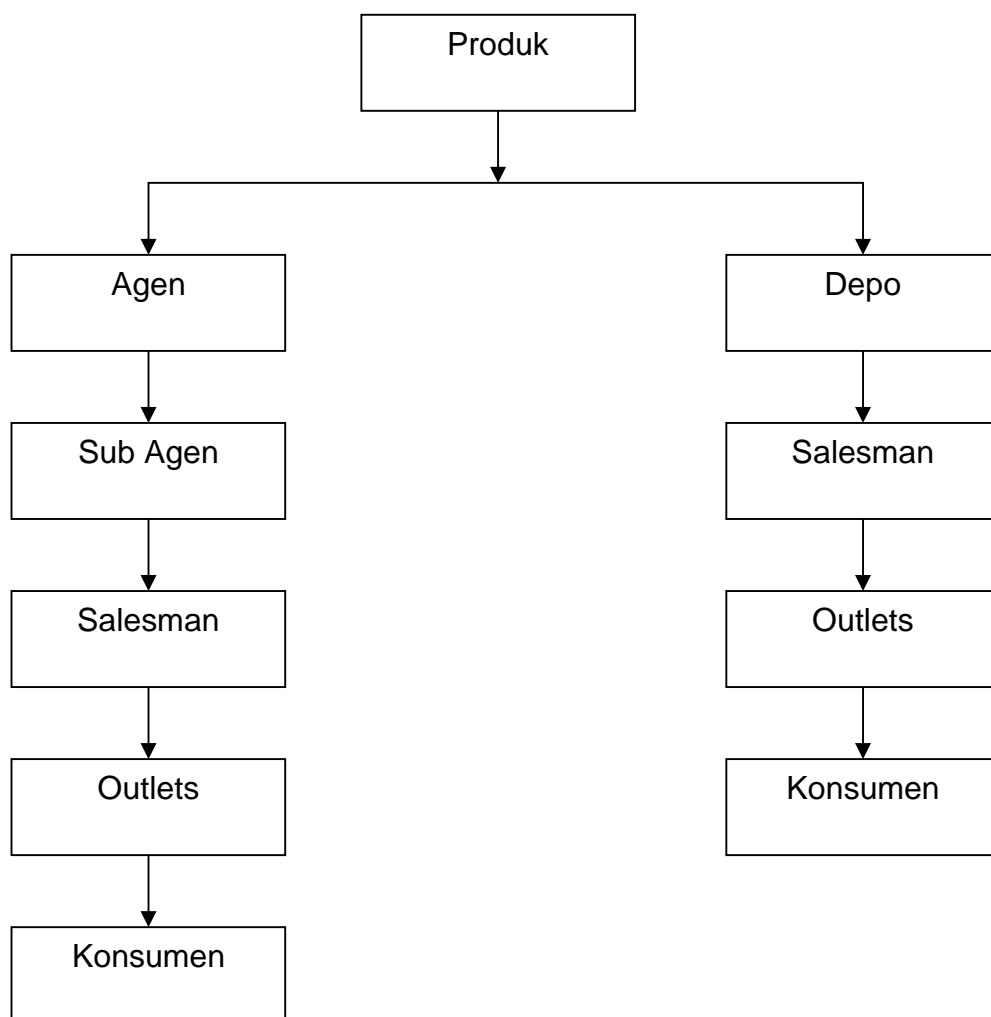 Produk
Agen
Depo
Sub Agen
Salesman
Salesman
Outlets
Outlets
Konsumen
Konsumen